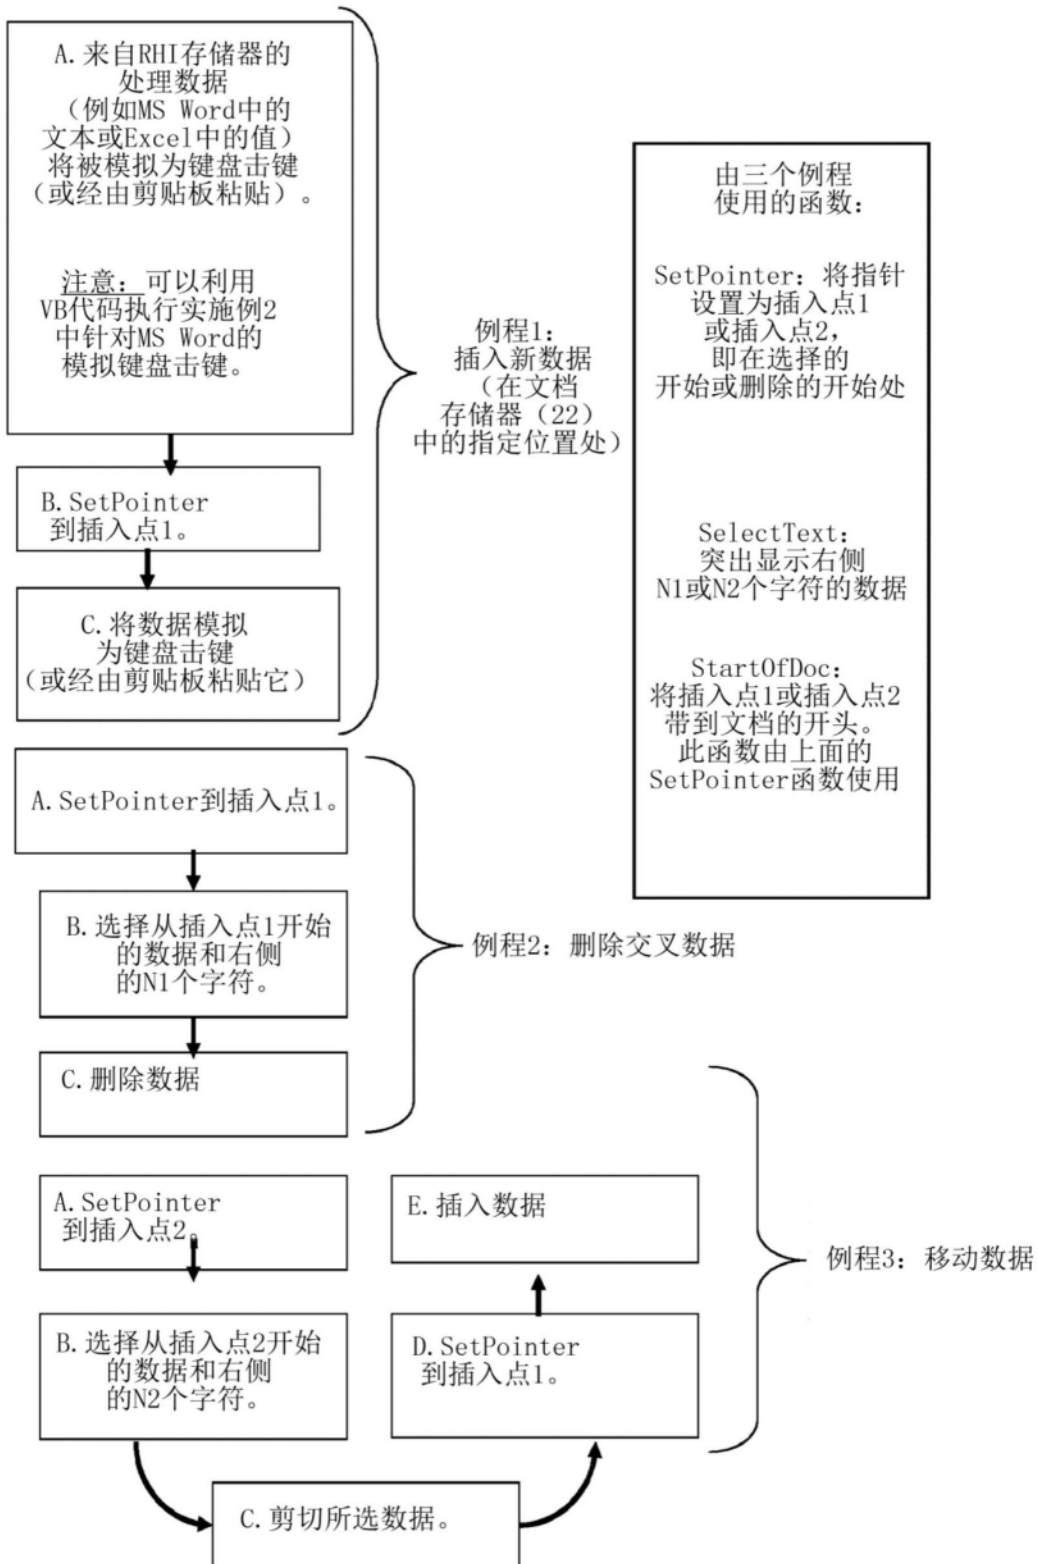 A.来自RHI存储器的
处理数据
（例如MS Word中的
文本或Excel中的值）
将被模拟为键盘击键
（或经由剪贴板粘贴）。
注意：可以利用
VB代码执行实施例2
中针对MS Word的
模拟键盘击键。
B.SetPointer
到插入点1。
C.将数据模拟
为键盘击键
（或经由剪贴板粘贴它）
例程1：
插入新数据
（在文档
存储器（22）
中的指定位置处）
由三个例程
使用的函数：
SetPointer：将指针
设置为插入点1
或插入点2，
即在选择的
开始或删除的开始处
SelectText：
突出显示右侧
N1或N2个字符的数据
StartOfDoc：
将插入点1或插入点2
带到文档的开头。
此函数由上面的
SetPointer函数使用
A.SetPointer到插入点1。
B.选择从插入点1开始
的数据和右侧
的N1个字符。
C.删除数据
例程2：删除交叉数据
A.SetPointer
到插入点2。
B.选择从插入点2开始
的数据和右侧
的N2个字符。
C.剪切所选数据。
D.SetPointer
到插入点1。
E.插入数据
例程3：移动数据